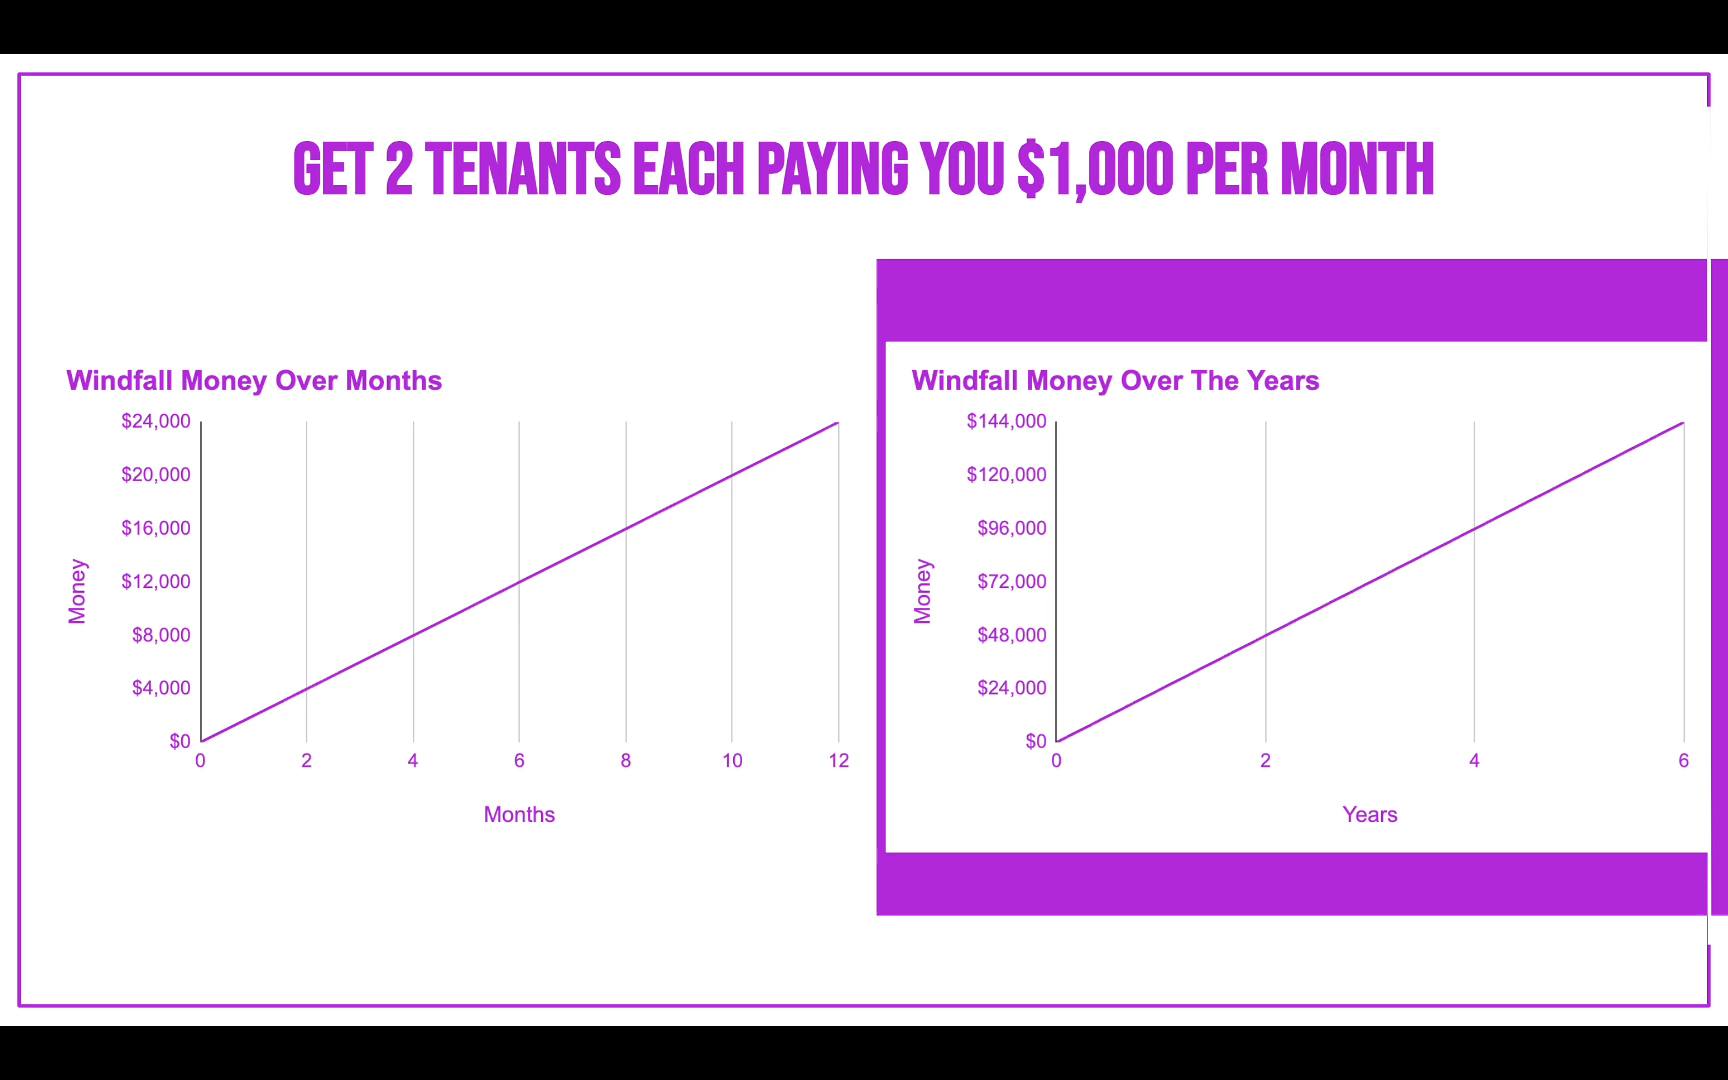 GET 2 TENANTS EACH PAYING YOU $1,000 PER MONTH
Windfall Money Over Months
$24,000
$20,000
$16,000
$12,000
$8,000
$4,000
$0
Money
0 2 4 6 8 10 12
Months
Windfall Money Over The Years
$144,000
$120,000
$96,000
$72,000
$48,000
$24,000
$0
Money
0 2 4 6
Years